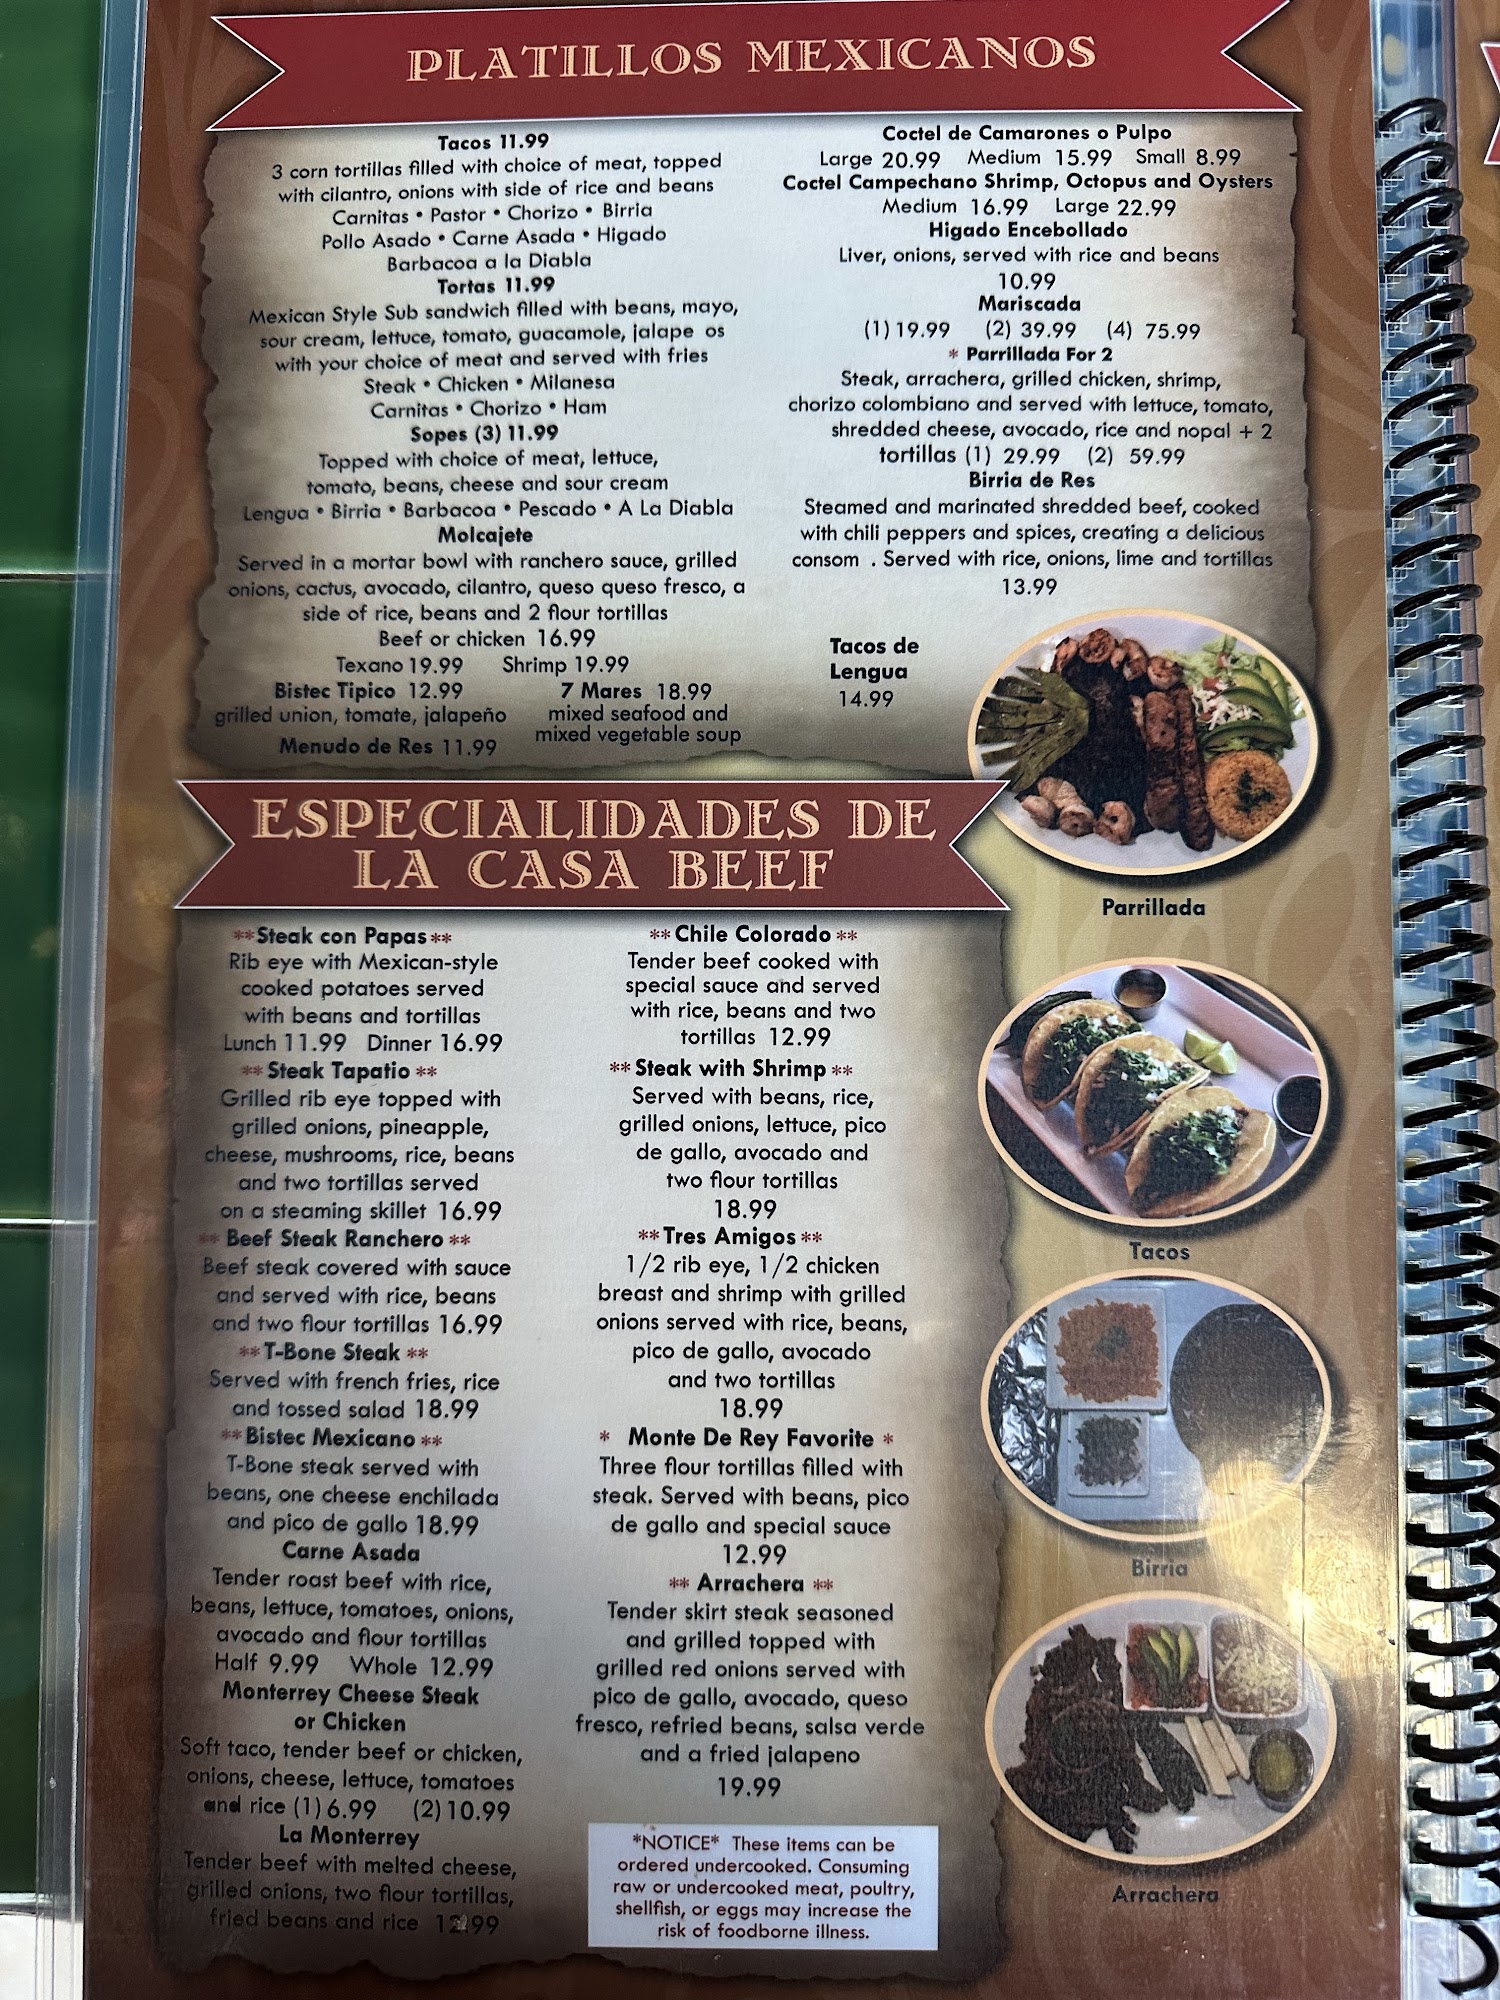 PLATILLOS MEXICANOS
Tacos 11.99
3 corn tortillas filled with choice of meat, topped
with cilantro, onions with side of rice and beans
Carnitas • Pastor • Chorizo • Birria
Pollo Asado • Carne Asada • Higado
Barbacoa a la Diabla
Tortas 11.99
Mexican Style Sub sandwich filled with beans, mayo,
sour cream, lettuce, tomato, guacamole, jalape os
with your choice of meat and served with fries
Steak • Chicken • Milanesa
Carnitas • Chorizo • Ham
Sopes (3) 11.99
Topped with choice of meat, lettuce,
tomato, beans, cheese and sour cream
Lengua • Birria • Barbacoa • Pescado • A La Diabla
Molcajete
Served in a mortar bowl with ranchero sauce, grilled
onions, cactus, avocado, cilantro, queso queso fresco, a
side of rice, beans and 2 flour tortillas
Beef or chicken 16.99
Texano 19.99 Shrimp 19.99
Bistec Tipico 12.99
grilled union, tomate, jalapeño
Menudo de Res 11.99
7 Mares 18.99
mixed seafood and
mixed vegetable soup
Coctel de Camarones o Pulpo
Large 20.99 Medium 15.99 Small 8.99
Coctel Campechano Shrimp, Octopus and Oysters
Medium 16.99 Large 22.99
Higado Encebollado
Liver, onions, served with rice and beans
10.99
Mariscada
(1) 19.99 (2) 39.99 (4) 75.99
* Parrillada For 2
Steak, arrachera, grilled chicken, shrimp,
chorizo colombiano and served with lettuce, tomato,
shredded cheese, avocado, rice and nopal + 2
tortillas (1) 29.99 (2) 59.99
Birria de Res
Steamed and marinated shredded beef, cooked
with chili peppers and spices, creating a delicious
consom . Served with rice, onions, lime and tortillas
13.99
Tacos de
Lengua
14.99
Parrillada
Tacos
Birria
Arrachera
ESPECIALIDADES DE
LA CASA BEEF
**Steak con Papas**
Rib eye with Mexican-style
cooked potatoes served
with beans and tortillas
Lunch 11.99 Dinner 16.99
** Steak Tapatio **
Grilled rib eye topped with
grilled onions, pineapple,
cheese, mushrooms, rice, beans
and two tortillas served
on a steaming skillet 16.99
** Beef Steak Ranchero **
Beef steak covered with sauce
and served with rice, beans
and two flour tortillas 16.99
** T-Bone Steak **
Served with french fries, rice
and tossed salad 18.99
** Bistec Mexicano **
T-Bone steak served with
beans, one cheese enchilada
and pico de gallo 18.99
Carne Asada
Tender roast beef with rice,
beans, lettuce, tomatoes, onions,
avocado and flour tortillas
Half 9.99 Whole 12.99
Monterrey Cheese Steak
or Chicken
Soft taco, tender beef or chicken,
onions, cheese, lettuce, tomatoes
and rice (1) 6.99 (2) 10.99
La Monterrey
Tender beef with melted cheese,
grilled onions, two flour tortillas,
fried beans and rice
** Chile Colorado **
Tender beef cooked with
special sauce and served
with rice, beans and two
tortillas 12.99
** Steak with Shrimp **
Served with beans, rice,
grilled onions, lettuce, pico
de gallo, avocado and
two flour tortillas
18.99
** Tres Amigos **
1/2 rib eye, 1/2 chicken
breast and shrimp with grilled
onions served with rice, beans,
pico de gallo, avocado
and two tortillas
18.99
* Monte De Rey Favorite *
Three flour tortillas filled with
steak. Served with beans, pico
de gallo and special sauce
12.99
** Arrachera **
Tender skirt steak seasoned
and grilled topped with
grilled red onions served with
pico de gallo, avocado, queso
fresco, refried beans, salsa verde
and a fried jalapeno
19.99
*NOTICE* These items can be
ordered undercooked. Consuming
raw or undercooked meat, poultry,
shellfish, or eggs may increase the
risk of foodborne illness.